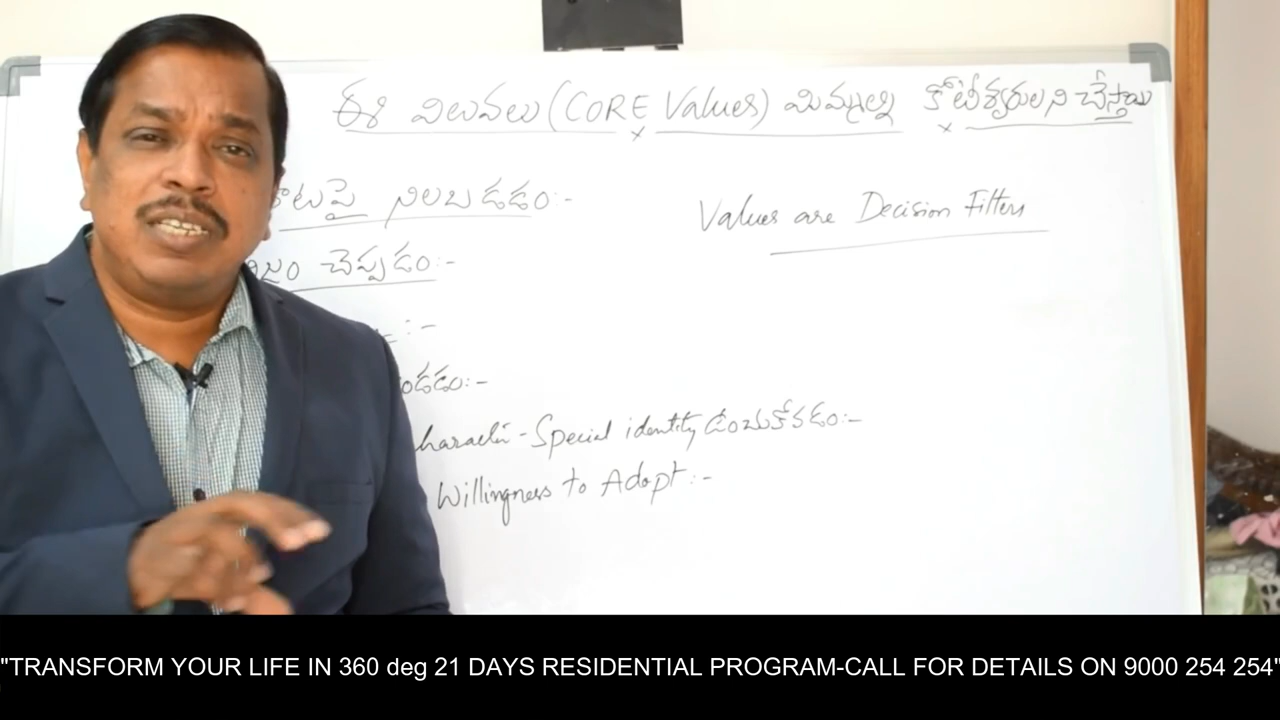 ఈ విలువలు (CORE Values) మిమ్మల్ని కోటీశ్వరులని చేస్తాయి
నిలబడడం:-
Values are Decision Filters
చెప్పడం:-
- Special identity ఉంచుకోవడం:-
Willingness to Adopt:-
"TRANSFORM YOUR LIFE IN 360 deg 21 DAYS RESIDENTIAL PROGRAM-CALL FOR DETAILS ON 9000 254 254"